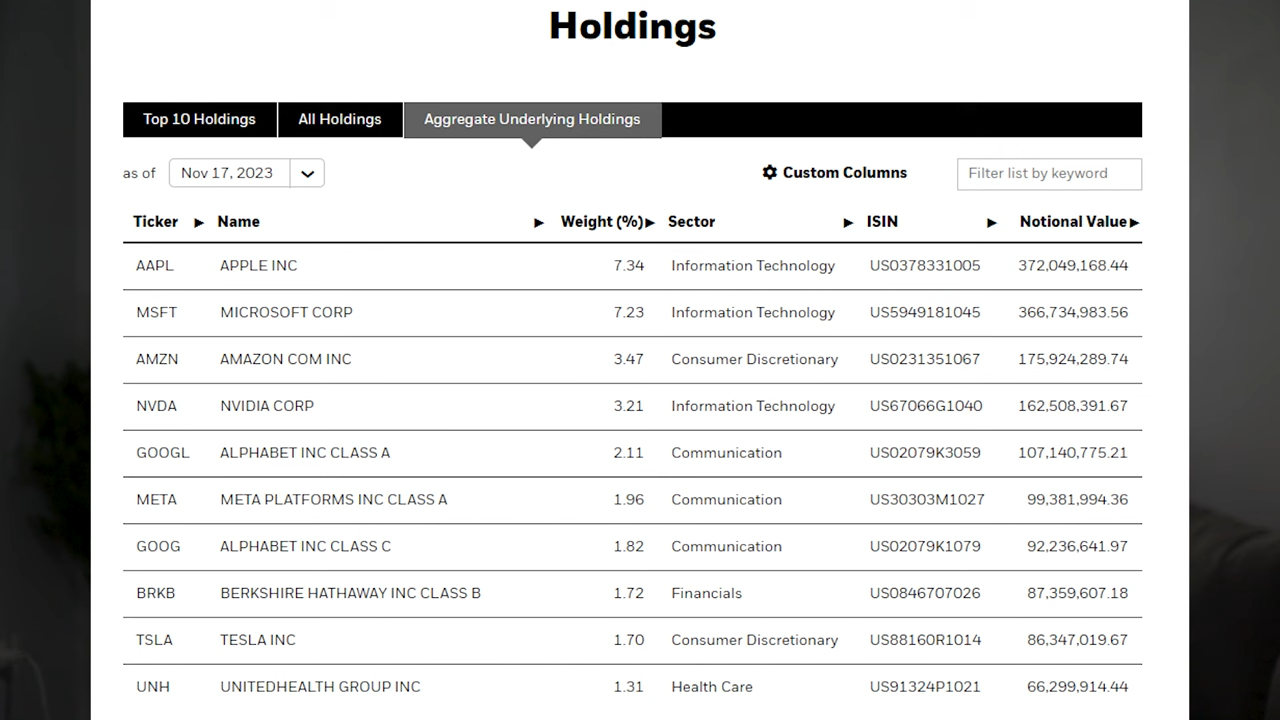 Holdings
Top 10 Holdings All Holdings Aggregate Underlying Holdings
as of Nov 17, 2023 Custom Columns Filter list by keyword
Ticker Name Weight (%) Sector ISIN Notional Value
AAPL APPLE INC 7.34 Information Technology US0378331005 372,049,168.44
MSFT MICROSOFT CORP 7.23 Information Technology US5949181045 366,734,983.56
AMZN AMAZON COM INC 3.47 Consumer Discretionary US0231351067 175,924,289.74
NVDA NVIDIA CORP 3.21 Information Technology US67066G1040 162,508,391.67
GOOGL ALPHABET INC CLASS A 2.11 Communication US02079K3059 107,140,775.21
META META PLATFORMS INC CLASS A 1.96 Communication US30303M1027 99,381,994.36
GOOG ALPHABET INC CLASS C 1.82 Communication US02079K1079 92,236,641.97
BRKB BERKSHIRE HATHAWAY INC CLASS B 1.72 Financials US0846707026 87,359,607.18
TSLA TESLA INC 1.70 Consumer Discretionary US88160R1014 86,347,019.67
UNH UNITEDHEALTH GROUP INC 1.31 Health Care US91324P1021 66,299,914.44